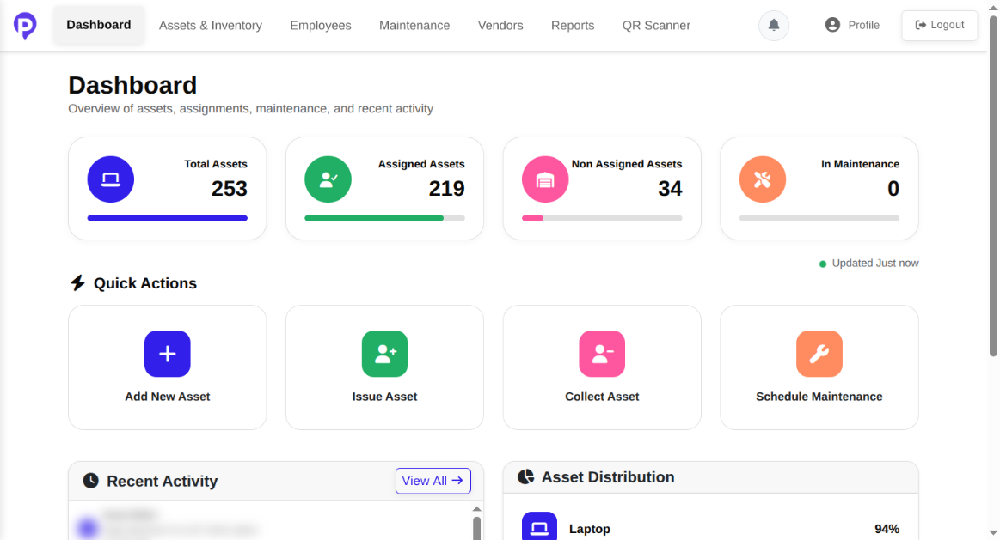 Dashboard
Assets & Inventory
Employees
Maintenance
Vendors
Reports
QR Scanner
Profile
Logout
Dashboard
Overview of assets, assignments, maintenance, and recent activity
Total Assets
253
Assigned Assets
219
Non Assigned Assets
34
In Maintenance
0
Updated Just now
Quick Actions
Add New Asset
Issue Asset
Collect Asset
Schedule Maintenance
Recent Activity
View All
Asset Distribution
Laptop
94%